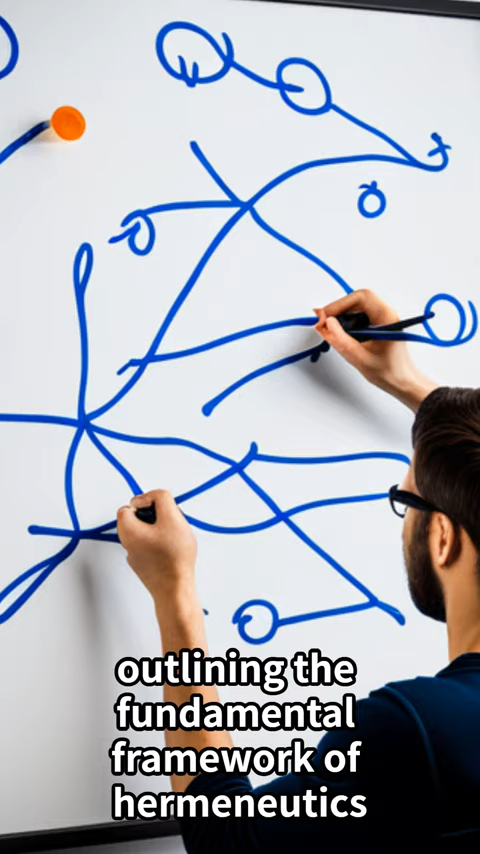 outlining the
fundamental
framework of
hermeneutics